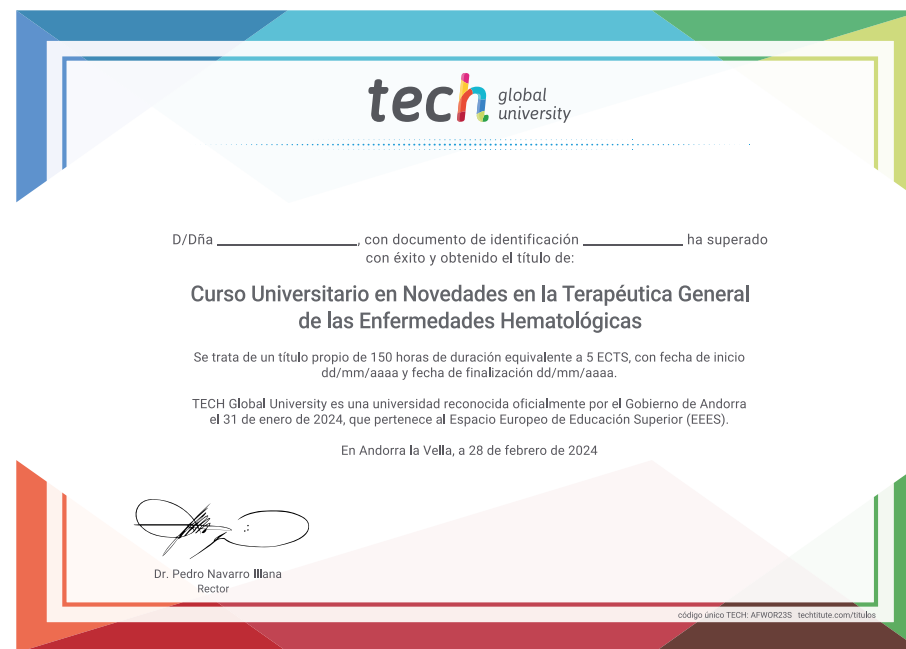 tech global university
D/Dña ____________________, con documento de identificación ______________ ha superado
con éxito y obtenido el título de:
Curso Universitario en Novedades en la Terapéutica General
de las Enfermedades Hematológicas
Se trata de un título propio de 150 horas de duración equivalente a 5 ECTS, con fecha de inicio
dd/mm/aaaa y fecha de finalización dd/mm/aaaa.
TECH Global University es una universidad reconocida oficialmente por el Gobierno de Andorra
el 31 de enero de 2024, que pertenece al Espacio Europeo de Educación Superior (EEES).
En Andorra la Vella, a 28 de febrero de 2024
Dr. Pedro Navarro Illana
Rector
código único TECH: AFWOR23S techtitute.com/titulos